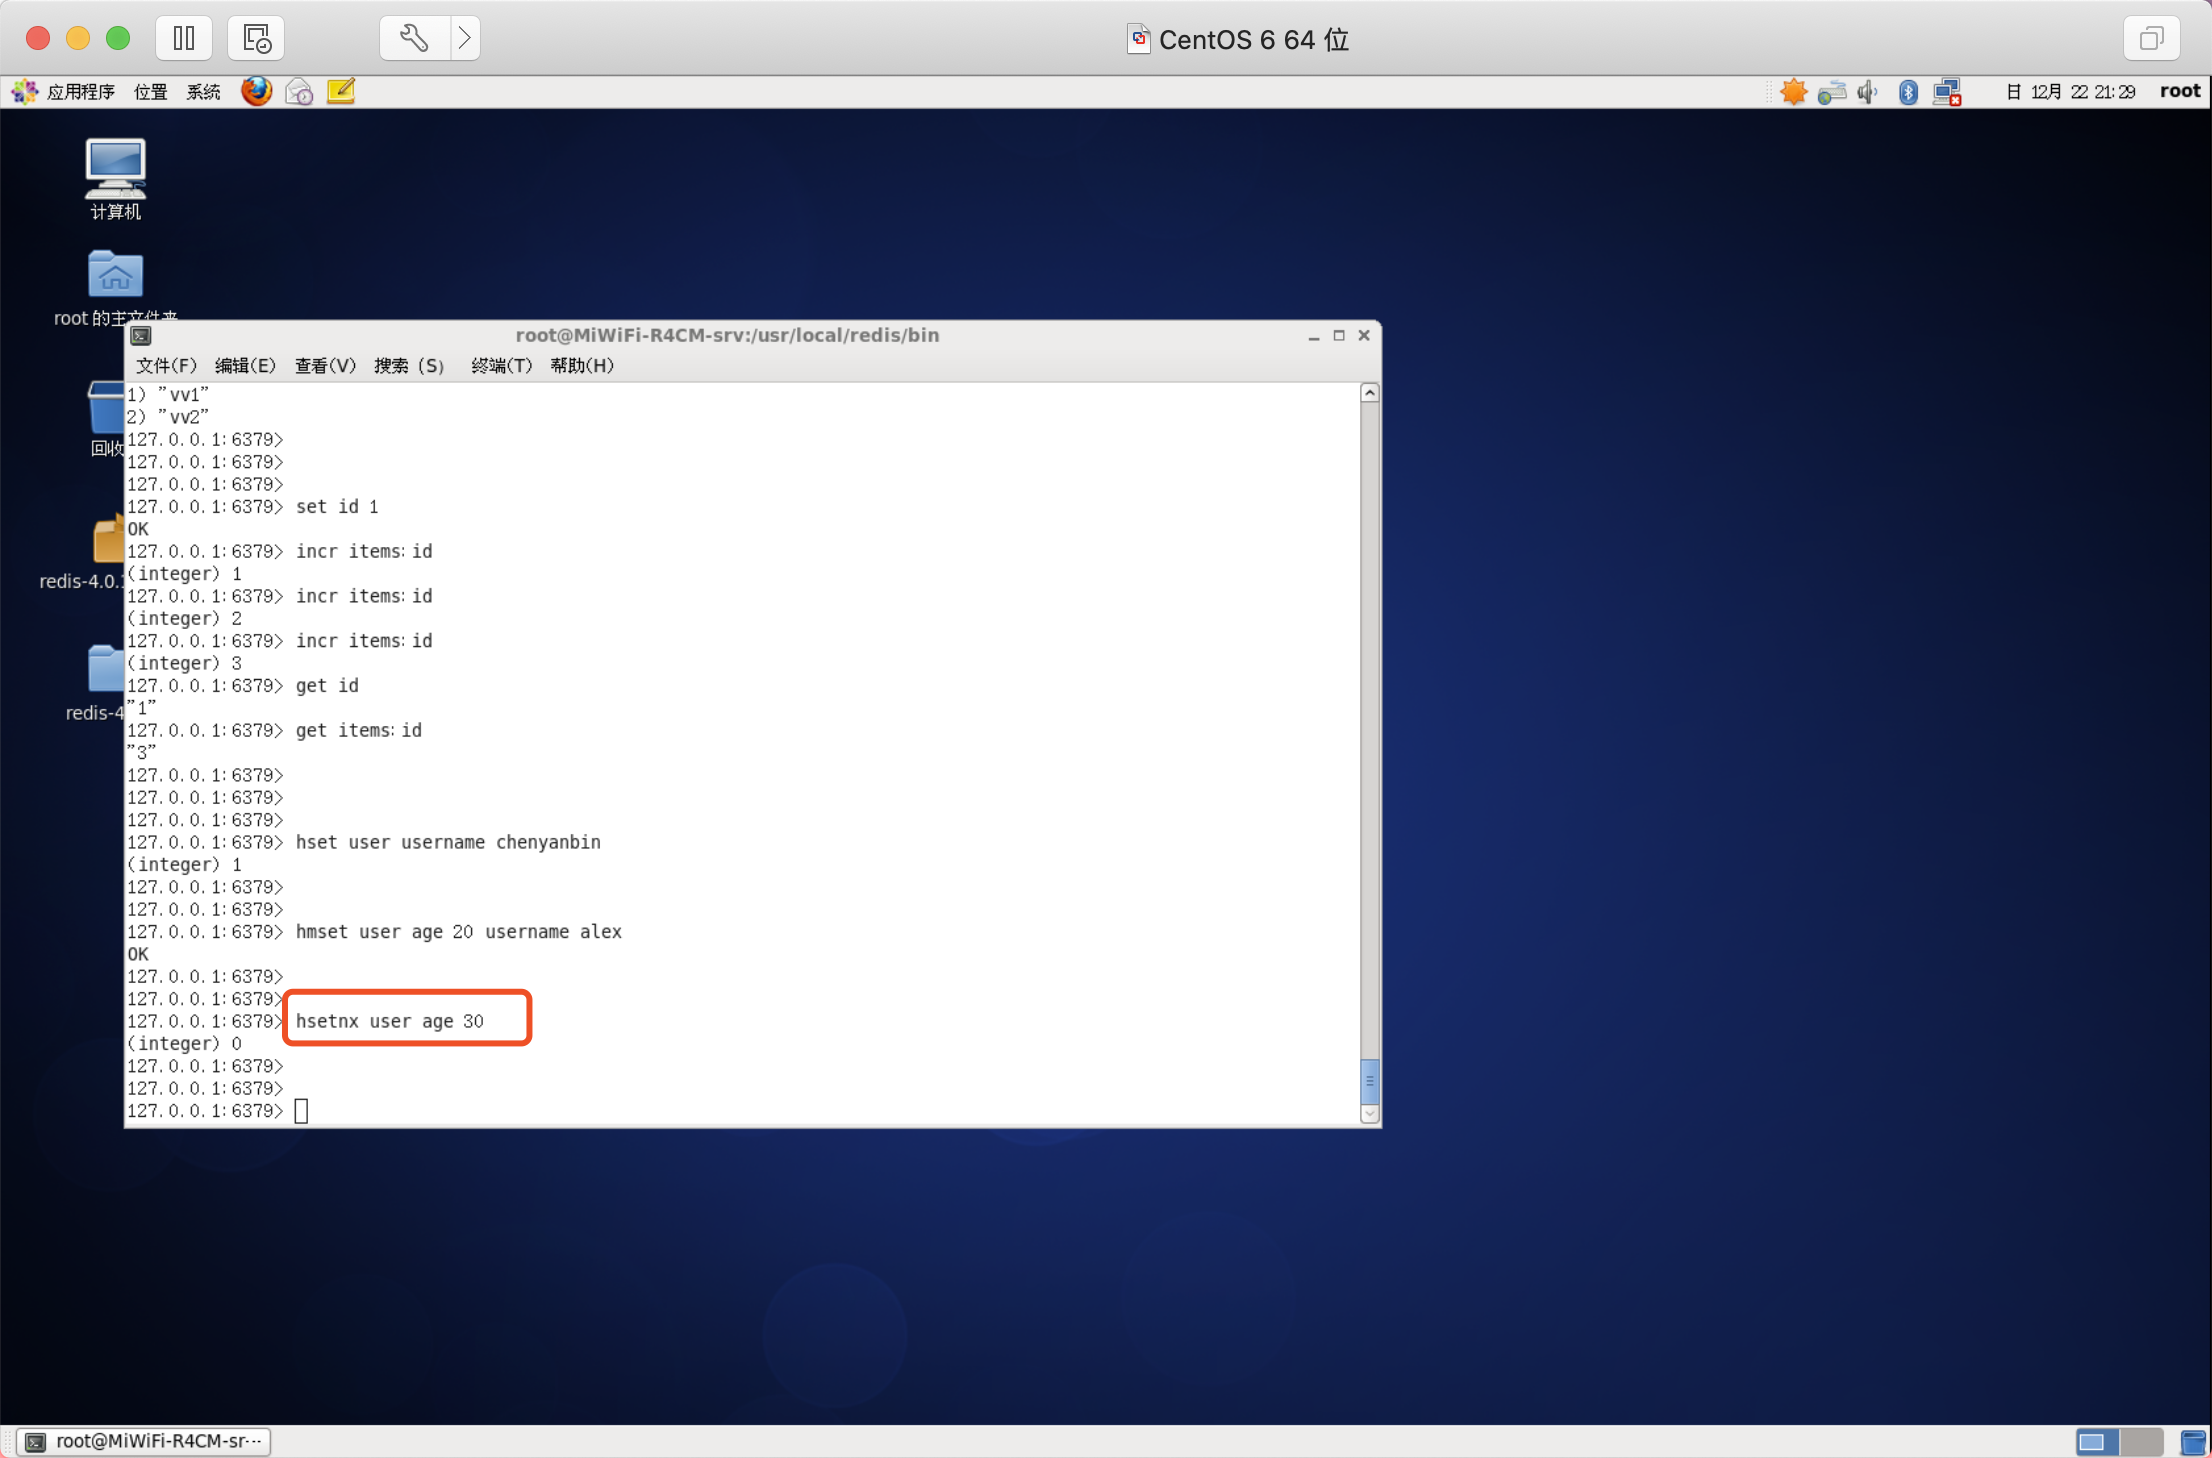 CentOS 6 64 位
应用程序 位置 系统
日 12月 22 21:29 root
计算机
root 的主文件夹
回收
redis-4.0.
redis-4
root@MiWiFi-R4CM-srv:/usr/local/redis/bin
文件(F) 编辑(E) 查看(V) 搜索 (S) 终端(T) 帮助(H)
1) "vv1"
2) "vv2"
127.0.0.1:6379>
127.0.0.1:6379>
127.0.0.1:6379>
127.0.0.1:6379> set id 1
OK
127.0.0.1:6379> incr items:id
(integer) 1
127.0.0.1:6379> incr items:id
(integer) 2
127.0.0.1:6379> incr items:id
(integer) 3
127.0.0.1:6379> get id
"1"
127.0.0.1:6379> get items:id
"3"
127.0.0.1:6379>
127.0.0.1:6379>
127.0.0.1:6379>
127.0.0.1:6379> hset user username chenyanbin
(integer) 1
127.0.0.1:6379>
127.0.0.1:6379>
127.0.0.1:6379> hmset user age 20 username alex
OK
127.0.0.1:6379>
127.0.0.1:6379>
127.0.0.1:6379> hsetnx user age 30
(integer) 0
127.0.0.1:6379>
127.0.0.1:6379>
127.0.0.1:6379>
root@MiWiFi-R4CM-sr···